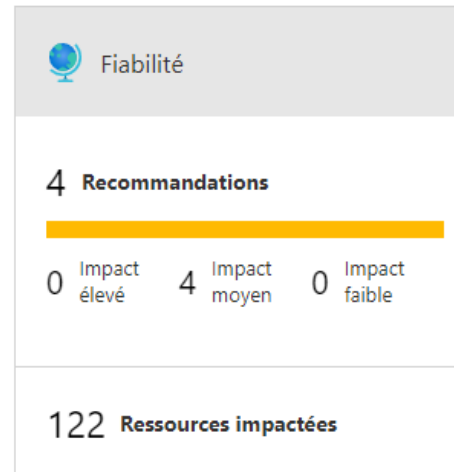 Fiabilité
4 Recommandations
0 Impact élevé 4 Impact moyen 0 Impact faible
122 Ressources impactées